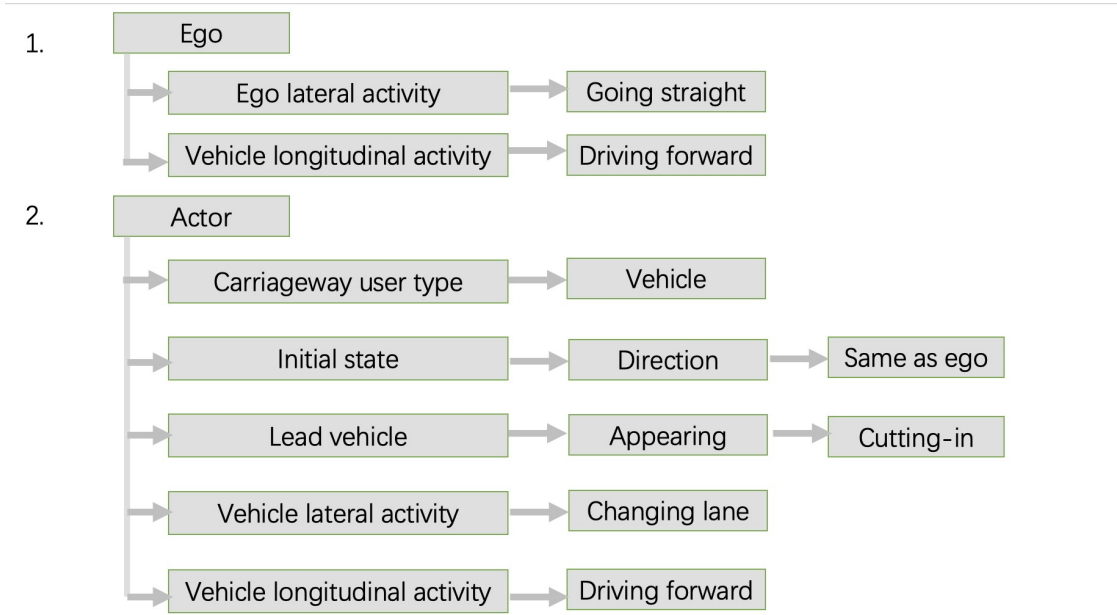 1.
Ego
Ego lateral activity
Going straight
Vehicle longitudinal activity
Driving forward
2.
Actor
Carriageway user type
Vehicle
Initial state
Direction
Same as ego
Lead vehicle
Appearing
Cutting-in
Vehicle lateral activity
Changing lane
Vehicle longitudinal activity
Driving forward